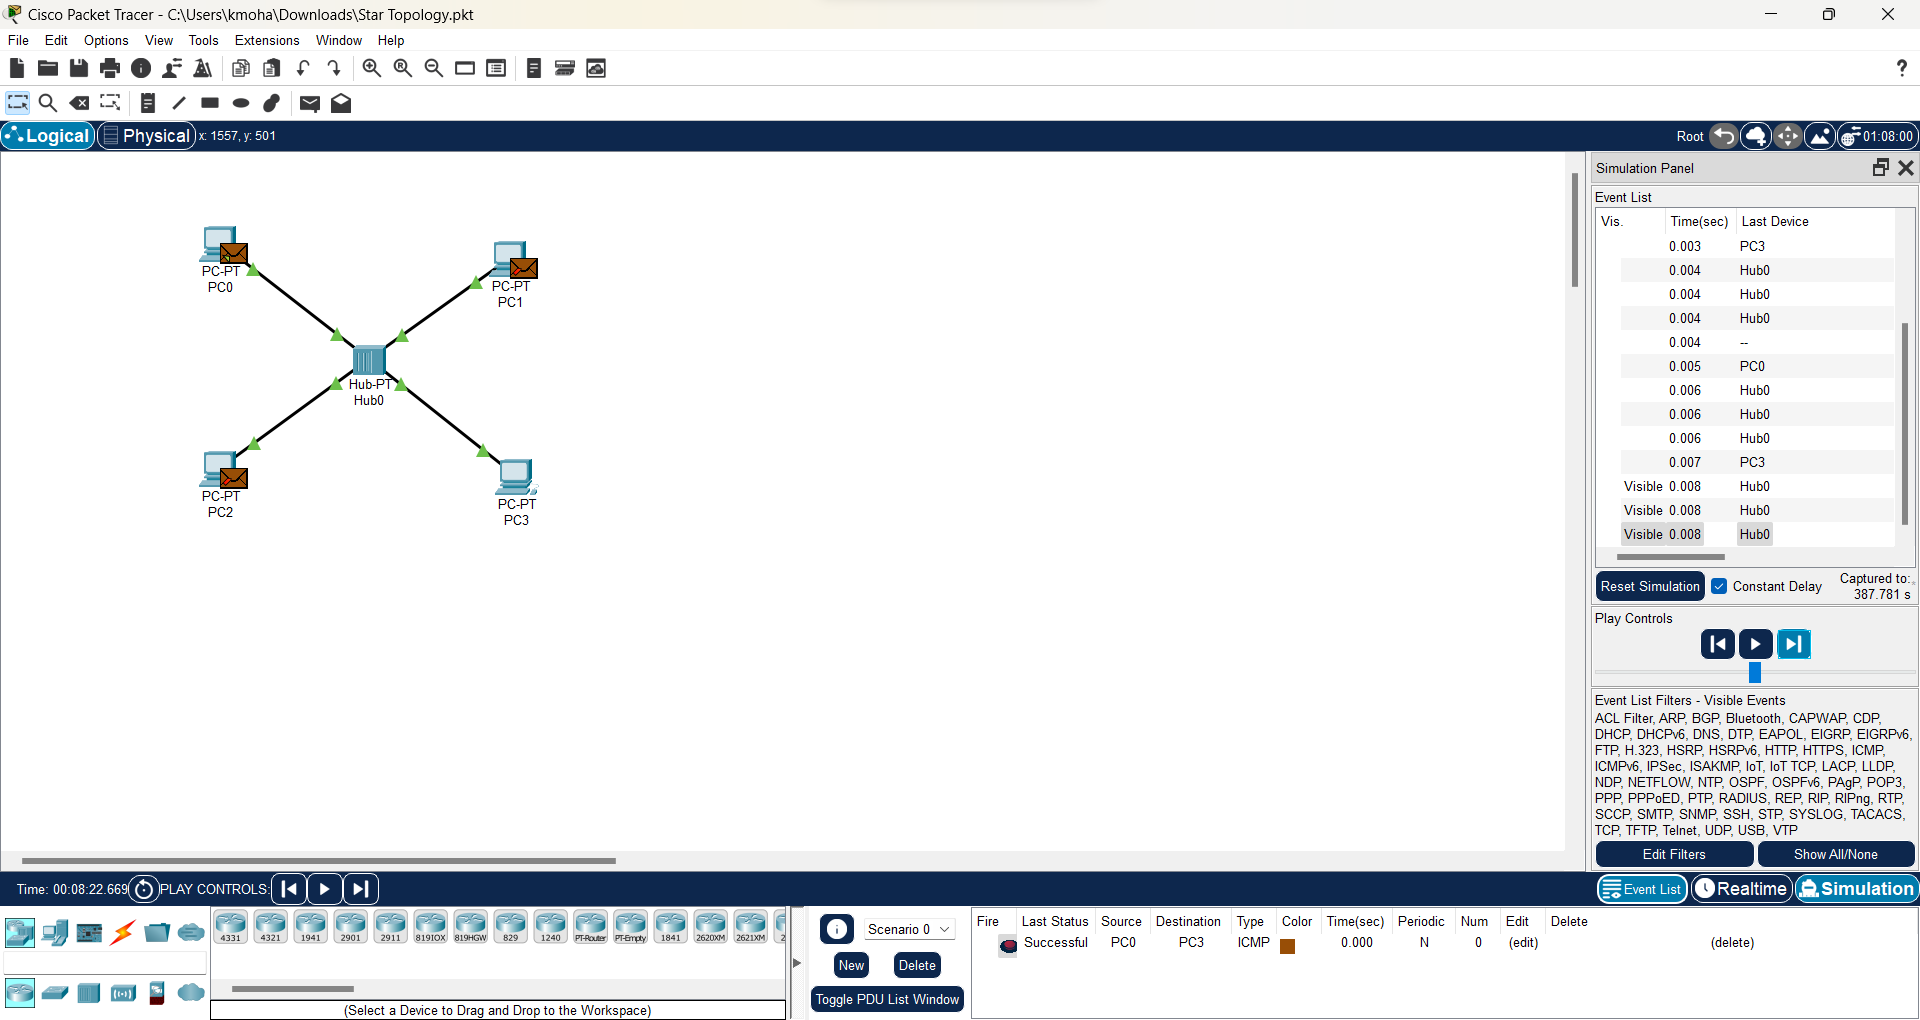 Cisco Packet Tracer - C:\Users\kmoha\Downloads\Star Topology.pkt
File Edit Options View Tools Extensions Window Help
?
Logical Physical x: 1557, y: 501 Root 01:08:00
Simulation Panel
Event List
Vis. Time(sec) Last Device
0.003 PC3
0.004 Hub0
0.004 Hub0
0.004 Hub0
0.004 --
0.005 PC0
0.006 Hub0
0.006 Hub0
0.006 Hub0
0.007 PC3
Visible 0.008 Hub0
Visible 0.008 Hub0
Visible 0.008 Hub0
Reset Simulation Constant Delay Captured to:
387.781 s
Play Controls
Event List Filters - Visible Events
ACL Filter, ARP, BGP, Bluetooth, CAPWAP, CDP,
DHCP, DHCPv6, DNS, DTP, EAPOL, EIGRP, EIGRPv6,
FTP, H.323, HSRP, HSRPv6, HTTP, HTTPS, ICMP,
ICMPv6, IPSec, ISAKMP, IoT, IoT TCP, LACP, LLDP,
NDP, NETFLOW, NTP, OSPF, OSPFv6, PAgP, POP3,
PPP, PPPoED, PTP, RADIUS, REP, RIP, RIPng, RTP,
SCCP, SMTP, SNMP, SSH, STP, SYSLOG, TACACS,
TCP, TFTP, Telnet, UDP, USB, VTP
Edit Filters Show All/None
PC-PT
PC0
PC-PT
PC1
Hub-PT
Hub0
PC-PT
PC2
PC-PT
PC3
Time: 00:08:22.669 PLAY CONTROLS: Event List Realtime Simulation
4331 4321 1941 2901 2911 819IOX 819HGW 829 1240 PT-Router PT-Empty 1841 2620XM 2621XM 2
(Select a Device to Drag and Drop to the Workspace)
Scenario 0
New Delete
Toggle PDU List Window
Fire Last Status Source Destination Type Color Time(sec) Periodic Num Edit Delete
Successful PC0 PC3 ICMP 0.000 N 0 (edit) (delete)